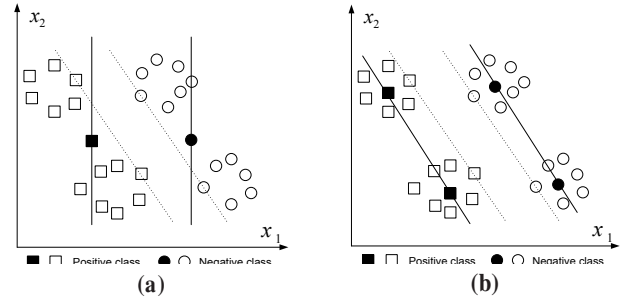 x₂
x₁
Positive class
Negative class
(a)
x₂
x₁
Positive class
Negative class
(b)